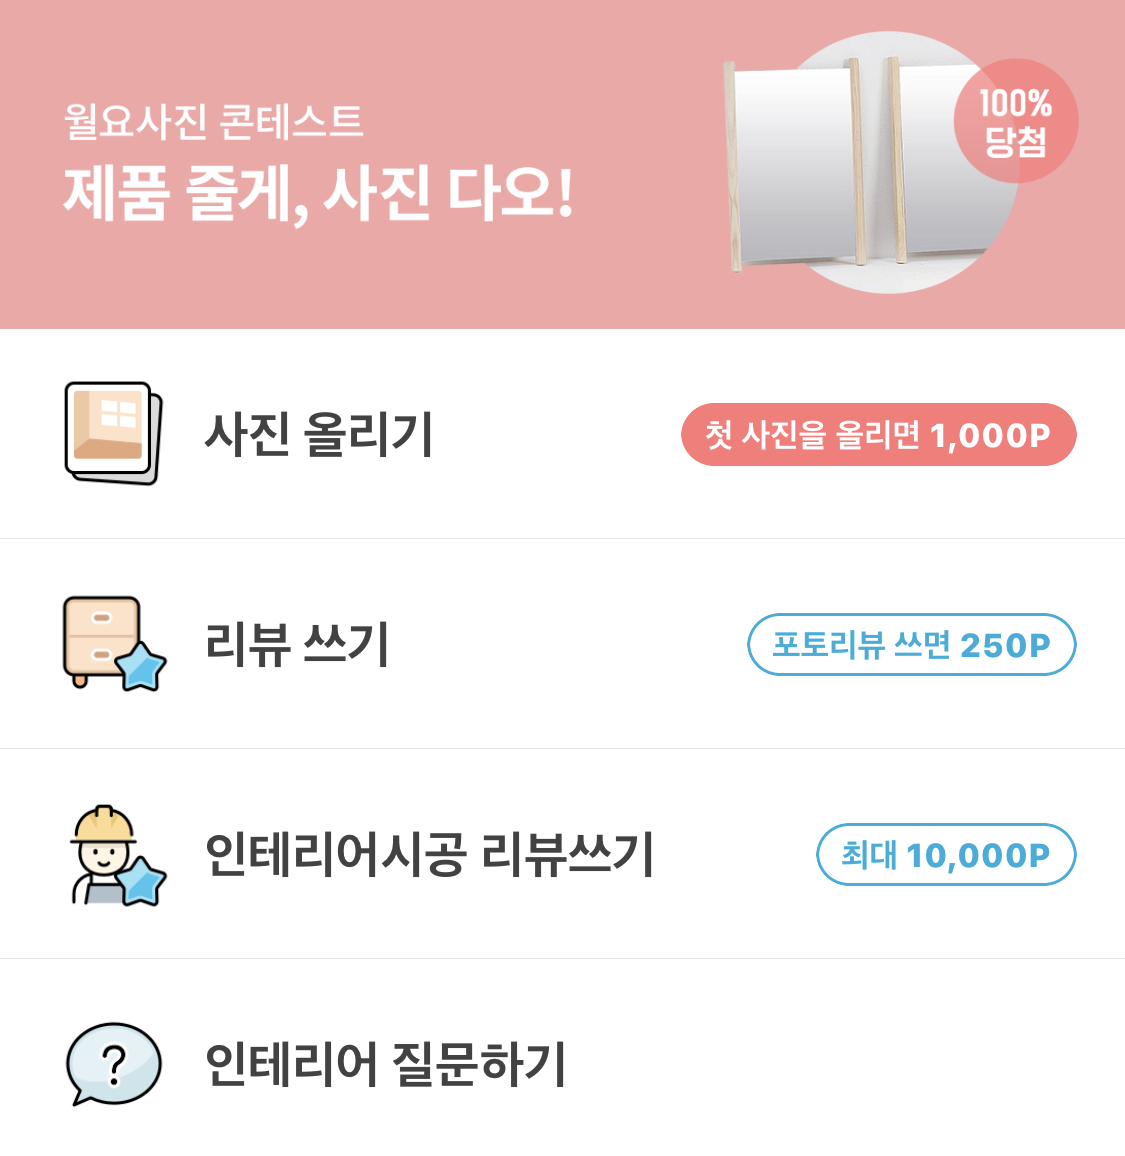 월요사진 콘테스트
제품 줄게, 사진 다오!
100%
당첨
사진 올리기
첫 사진을 올리면 1,000P
리뷰 쓰기
포토리뷰 쓰면 250P
인테리어시공 리뷰쓰기
최대 10,000P
?
인테리어 질문하기